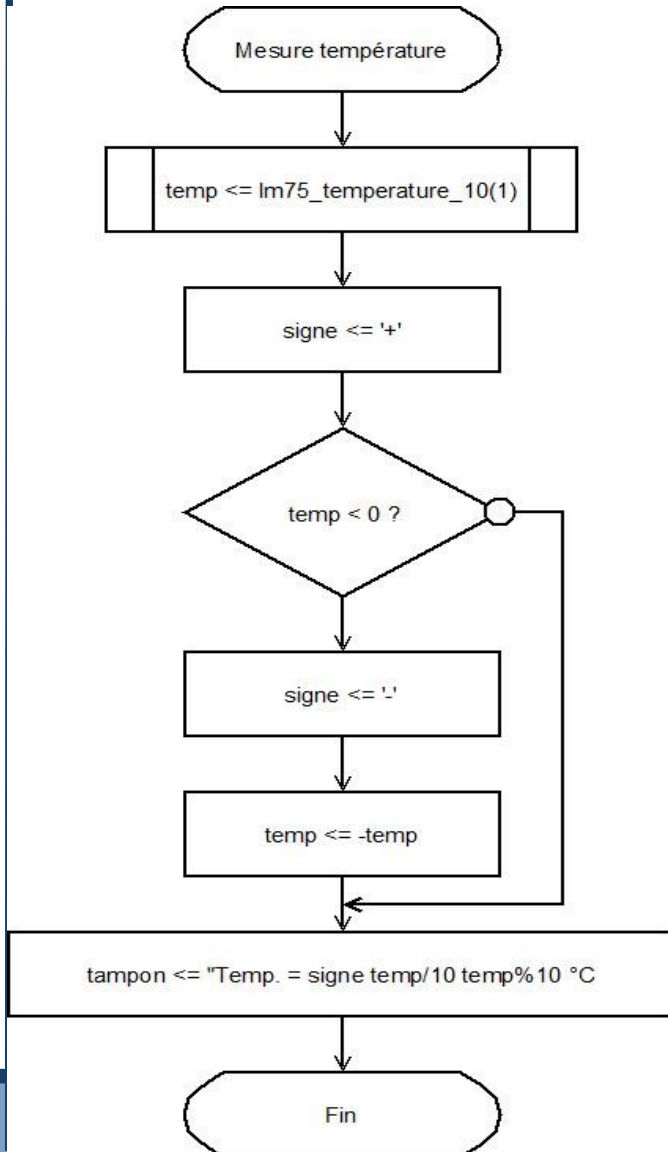 Mesure température
temp <= lm75_temperature_10(1)
signe <= '+'
temp < 0 ?
signe <= '-'
temp <= -temp
tampon <= "Temp. = signe temp/10 temp%10 °C
Fin